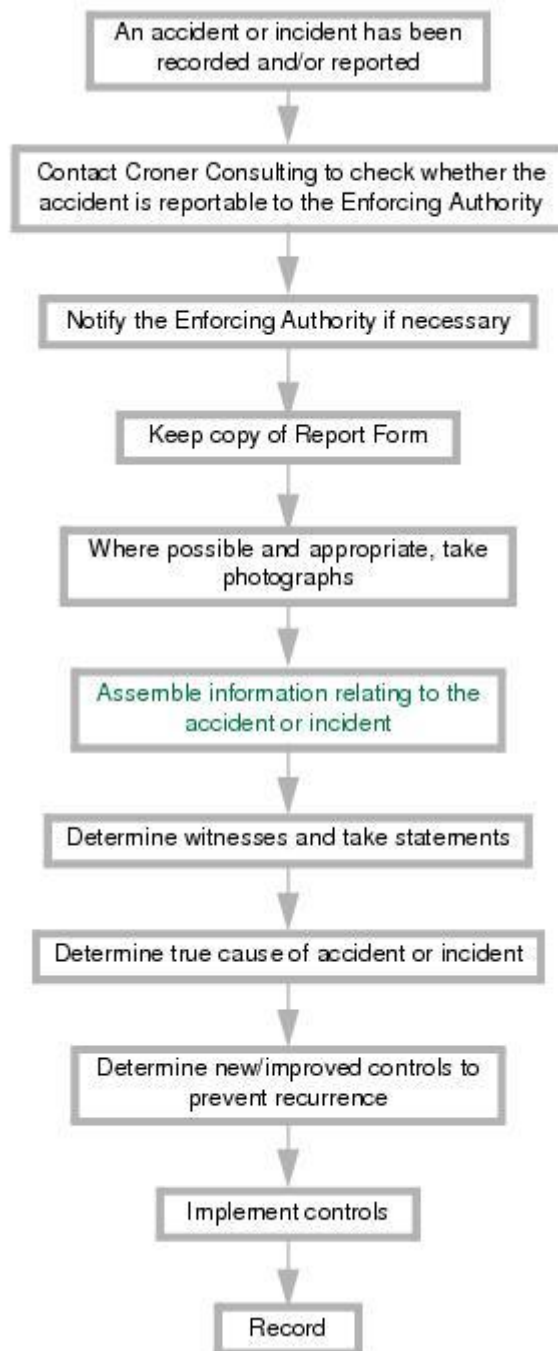 An accident or incident has been
recorded and/or reported
Contact Croner Consulting to check whether the
accident is reportable to the Enforcing Authority
Notify the Enforcing Authority if necessary
Keep copy of Report Form
Where possible and appropriate, take
photographs
Assemble information relating to the
accident or incident
Determine witnesses and take statements
Determine true cause of accident or incident
Determine new/improved controls to
prevent recurrence
Implement controls
Record